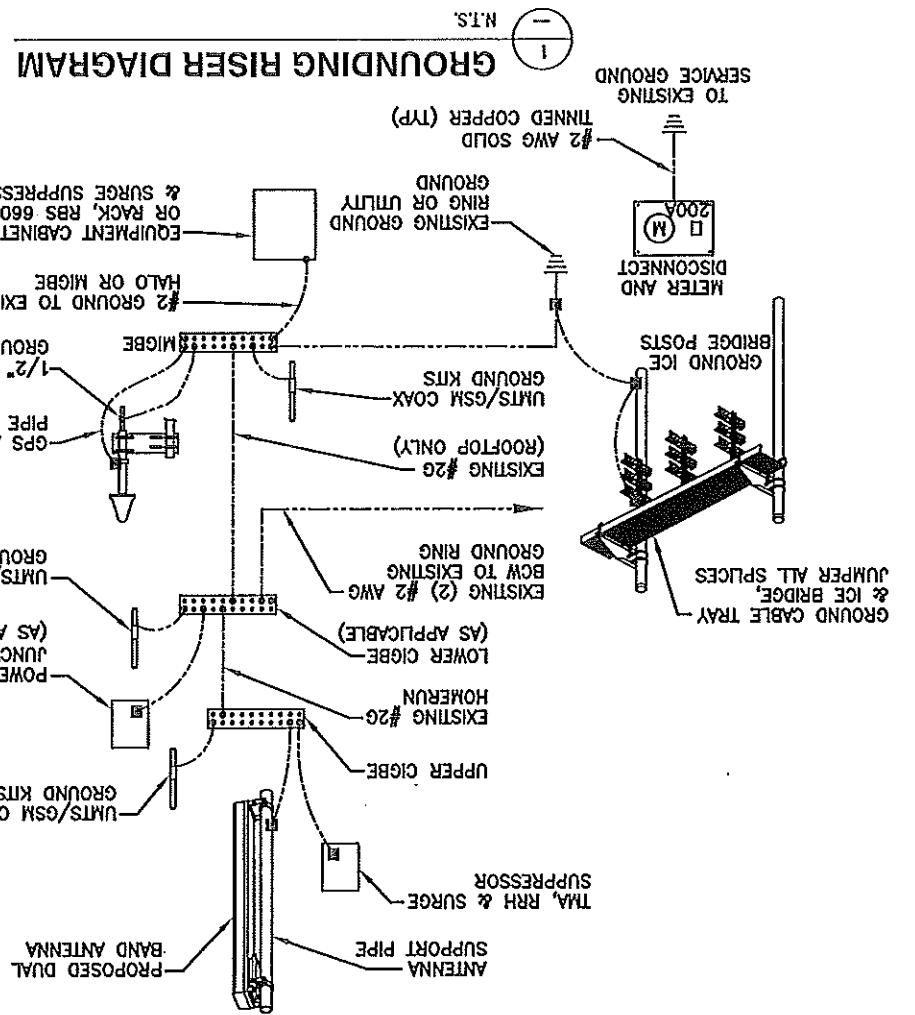 PROPOSED DUAL
BAND ANTENNA
ANTENNA
SUPPORT PIPE
TMA, RRH & SURGE
SUPPRESSOR
UMTS/GSM C
GROUND KITS
UPPER CIGBE
EXISTING #2G
HOMERUN
POWER
JUNC
(AS A
LOWER CIGBE
(AS APPLICABLE)
UMTS,
GROU
GROUND CABLE TRAY
& ICE BRIDGE,
JUMPER ALL SPLICES
EXISTING (2) #2 AWG
BCW TO EXISTING
GROUND RING
GPS
PIPE
EXISTING #2G
(ROOFTOP ONLY)
1/2"
GROU
UMTS/GSM COAX
GROUND KITS
MIGBE
GROUND ICE
BRIDGE POSTS
#2 GROUND TO EXI
HALO OR MIGBE
METER AND
DISCONNECT
M
200A
EQUIPMENT CABINET
OR RACK, RBS 660
& SURGE SUPPRESS
EXISTING GROUND
RING OR UTILITY
GROUND
#2 AWG SOLID
TINNED COPPER (TYP)
TO EXISTING
SERVICE GROUND
GROUNDING RISER DIAGRAM
1
–
N.T.S.